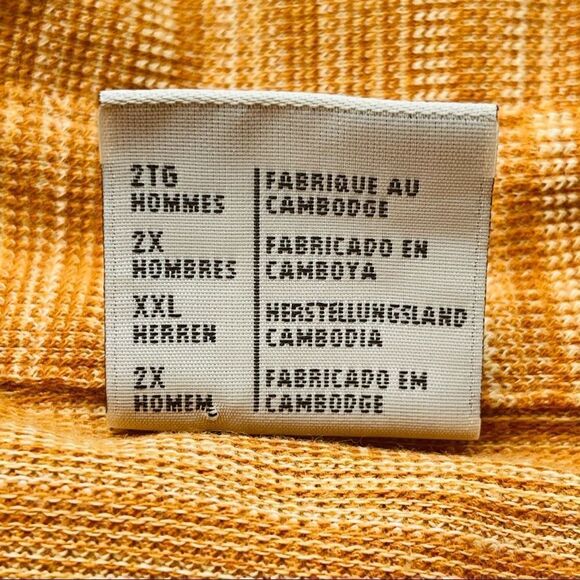 2TG
HOMMES
FABRIQUE AU
CAMBODGE
2X
HOMBRES
FABRICADO EN
CAMBOYA
XXL
HERREN
HERSTELLUNGSLAND
CAMBODIA
2X
HOMEM
FABRICADO EM
CAMBODGE